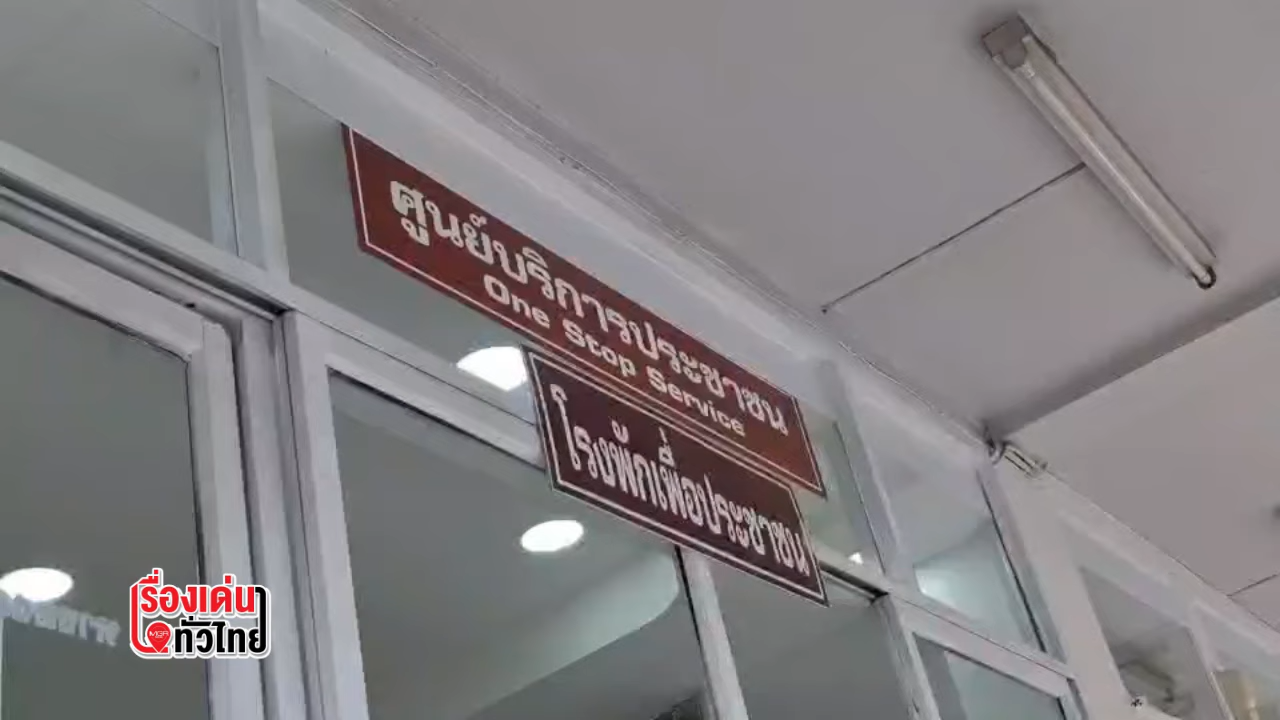 ศูนย์บริการประชาชน
One Stop Service
โรงพักเพื่อประชาชน
เรื่องเด่น
ทั่วไทย
MGR